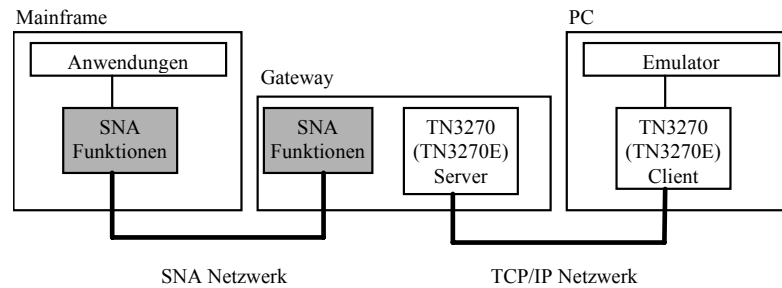 Mainframe
Anwendungen
SNA
Funktionen
Gateway
SNA
Funktionen
TN3270
(TN3270E)
Server
PC
Emulator
TN3270
(TN3270E)
Client
SNA Netzwerk
TCP/IP Netzwerk